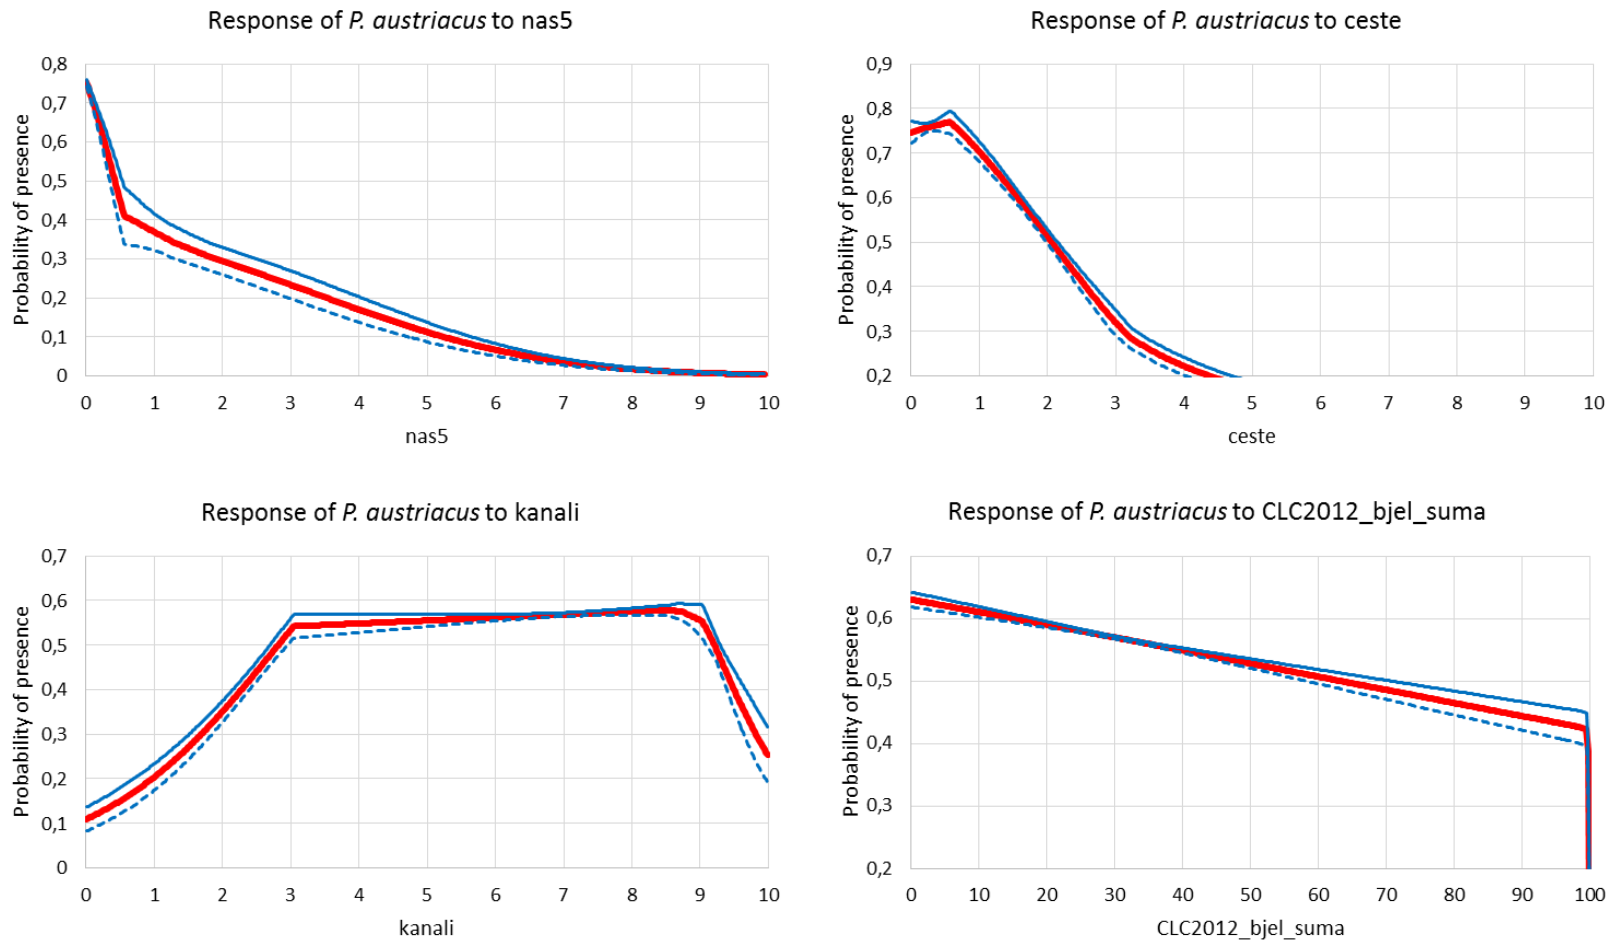 Response of P. austriacus to nas5
Probability of presence
0,8
0,7
0,6
0,5
0,4
0,3
0,2
0,1
0
0 1 2 3 4 5 6 7 8 9 10
nas5
Response of P. austriacus to ceste
Probability of presence
0,9
0,8
0,7
0,6
0,5
0,4
0,3
0,2
0 1 2 3 4 5 6 7 8 9 10
ceste
Response of P. austriacus to kanali
Probability of presence
0,7
0,6
0,5
0,4
0,3
0,2
0,1
0
0 1 2 3 4 5 6 7 8 9 10
kanali
Response of P. austriacus to CLC2012_bjel_suma
Probability of presence
0,7
0,6
0,5
0,4
0,3
0,2
0 10 20 30 40 50 60 70 80 90 100
CLC2012_bjel_suma